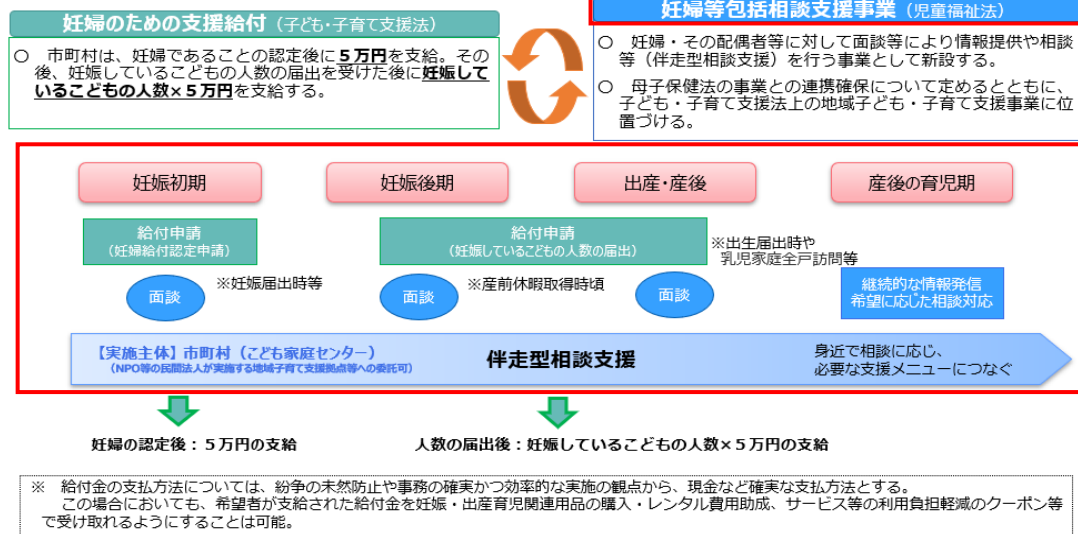 妊婦のための支援給付（子ども・子育て支援法）
○　市町村は、妊婦であることの認定後に５万円を支給。その
後、妊娠しているこどもの人数の届出を受けた後に妊娠して
いるこどもの人数×５万円を支給する。
妊婦等包括相談支援事業（児童福祉法）
○　妊婦・その配偶者等に対して面談等により情報提供や相談
等（伴走型相談支援）を行う事業として新設する。
○　母子保健法の事業との連携確保について定めるとともに、
子ども・子育て支援法上の地域子ども・子育て支援事業に位
置づける。
妊娠初期
妊娠後期
出産・産後
産後の育児期
給付申請
（妊婦給付認定申請）
給付申請
（妊娠しているこどもの人数の届出）
※出生届出時や
乳児家庭全戸訪問等
面談
※妊娠届出時等
面談
※産前休暇取得時頃
面談
継続的な情報発信
希望に応じた相談対応
【実施主体】市町村（こども家庭センター）
（NPO等の民間法人が実施する地域子育て支援拠点等への委託可）
伴走型相談支援
身近で相談に応じ、
必要な支援メニューにつなぐ
妊婦の認定後：５万円の支給
人数の届出後：妊娠しているこどもの人数×５万円の支給
※　給付金の支払方法については、紛争の未然防止や事務の確実かつ効率的な実施の観点から、現金など確実な支払方法とする。
この場合においても、希望者が支給された給付金を妊娠・出産育児関連用品の購入・レンタル費用助成、サービス等の利用負担軽減のクーポン等
で受け取れるようにすることは可能。